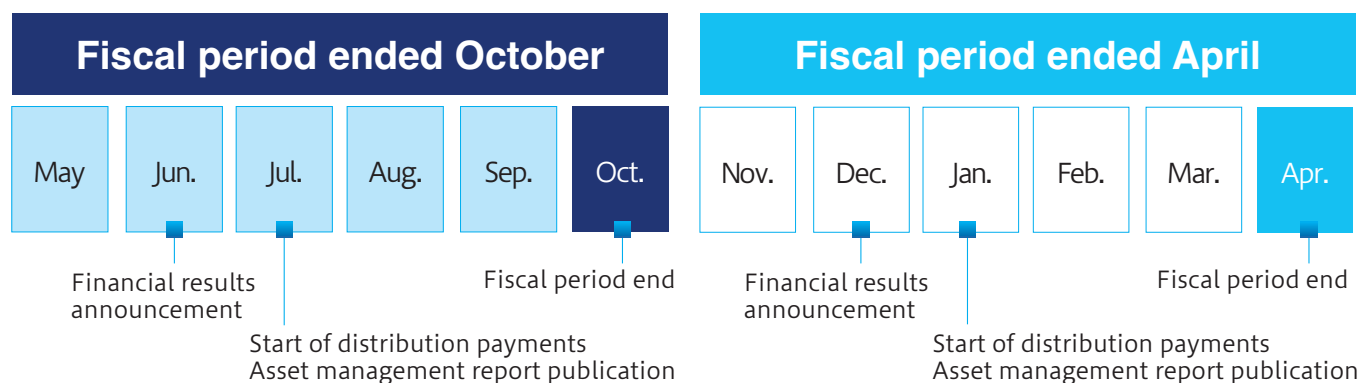 Fiscal period ended October
May
Jun.
Jul.
Aug.
Sep.
Oct.
Financial results
announcement
Fiscal period end
Start of distribution payments
Asset management report publication
Fiscal period ended April
Nov.
Dec.
Jan.
Feb.
Mar.
Apr.
Financial results
announcement
Fiscal period end
Start of distribution payments
Asset management report publication